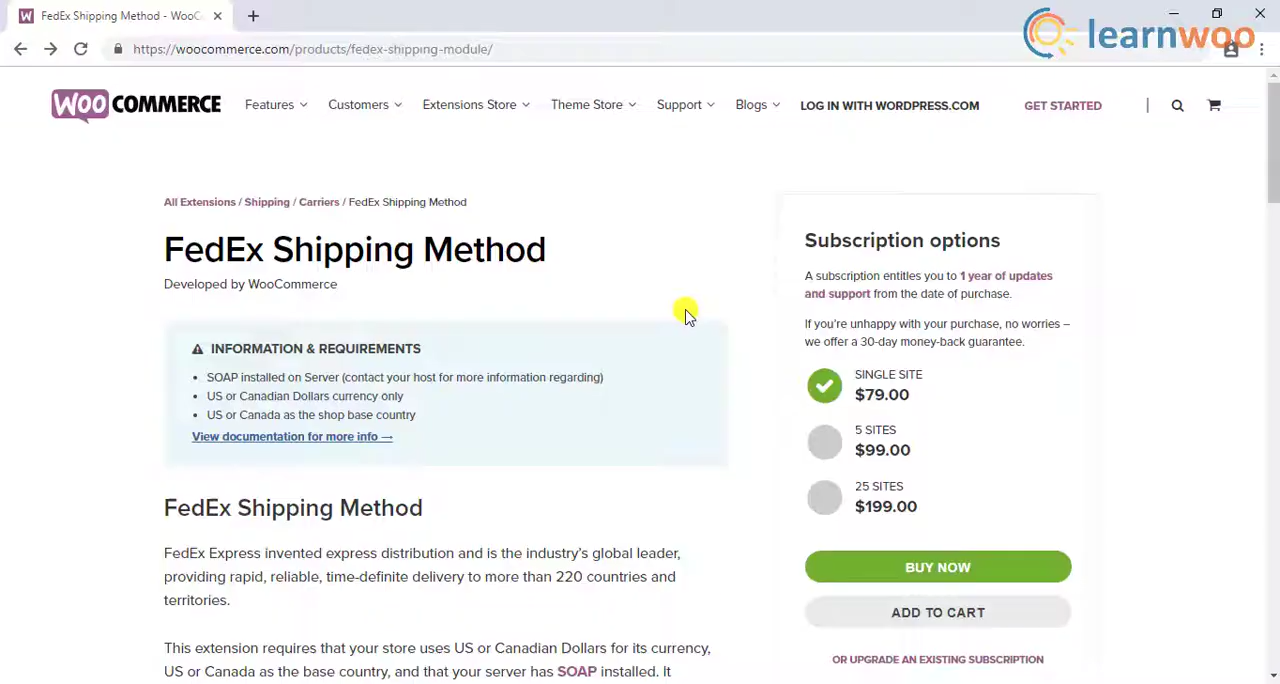 FedEx Shipping Method - WooC
learnwoo
https://woocommerce.com/products/fedex-shipping-module/
WOO COMMERCE
Features
Customers
Extensions Store
Theme Store
Support
Blogs
LOG IN WITH WORDPRESS.COM
GET STARTED
All Extensions / Shipping / Carriers / FedEx Shipping Method
FedEx Shipping Method
Developed by WooCommerce
INFORMATION & REQUIREMENTS
• SOAP installed on Server (contact your host for more information regarding)
• US or Canadian Dollars currency only
• US or Canada as the shop base country
View documentation for more info →
FedEx Shipping Method
FedEx Express invented express distribution and is the industry's global leader,
providing rapid, reliable, time-definite delivery to more than 220 countries and
territories.
This extension requires that your store uses US or Canadian Dollars for its currency,
US or Canada as the base country, and that your server has SOAP installed. It
Subscription options
A subscription entitles you to 1 year of updates
and support from the date of purchase.
If you're unhappy with your purchase, no worries –
we offer a 30-day money-back guarantee.
SINGLE SITE
$79.00
5 SITES
$99.00
25 SITES
$199.00
BUY NOW
ADD TO CART
OR UPGRADE AN EXISTING SUBSCRIPTION